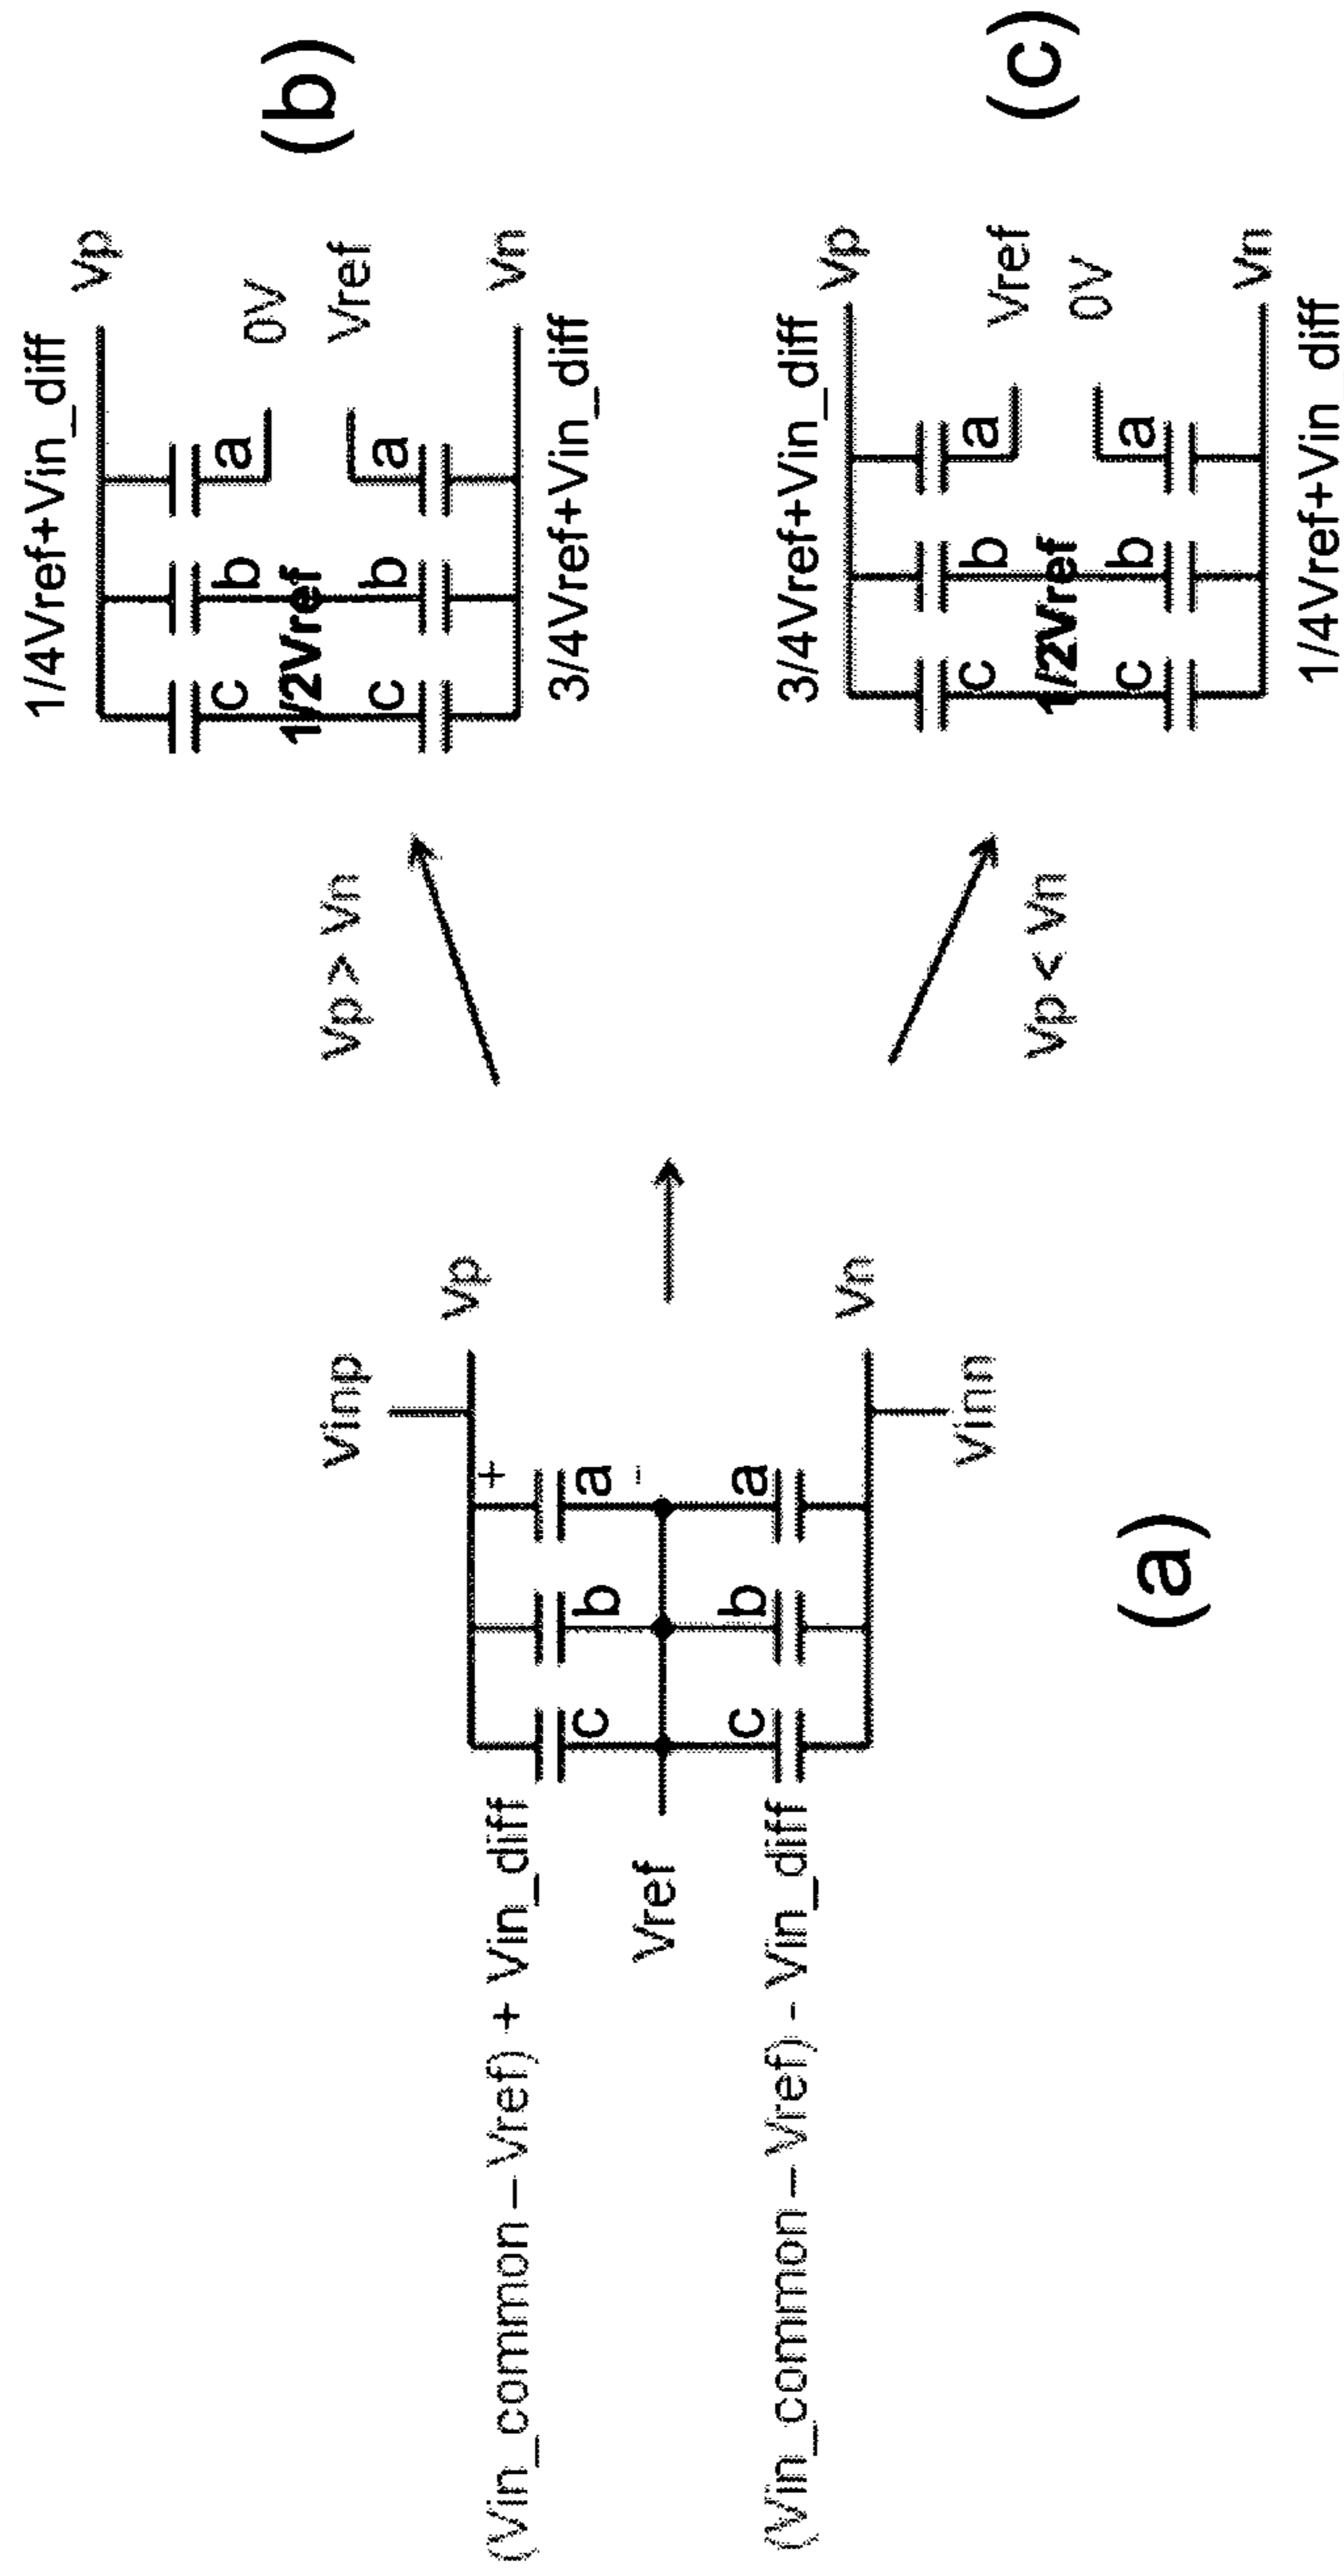 Vinp
Vp
+
(Vin_common – Vref) + Vin_diff
c b a
-
Vref
c b a
(Vin_common – Vref) - Vin_diff
Vn
Vinn
(a)
Vp > Vn
Vp < Vn
1/4Vref+Vin_diff
Vp
c b a
0V
1/2Vref
Vref
c b a
Vn
3/4Vref+Vin_diff
(b)
3/4Vref+Vin_diff
Vp
c b a
Vref
1/2Vref
0V
c b a
Vn
1/4Vref+Vin_diff
(c)